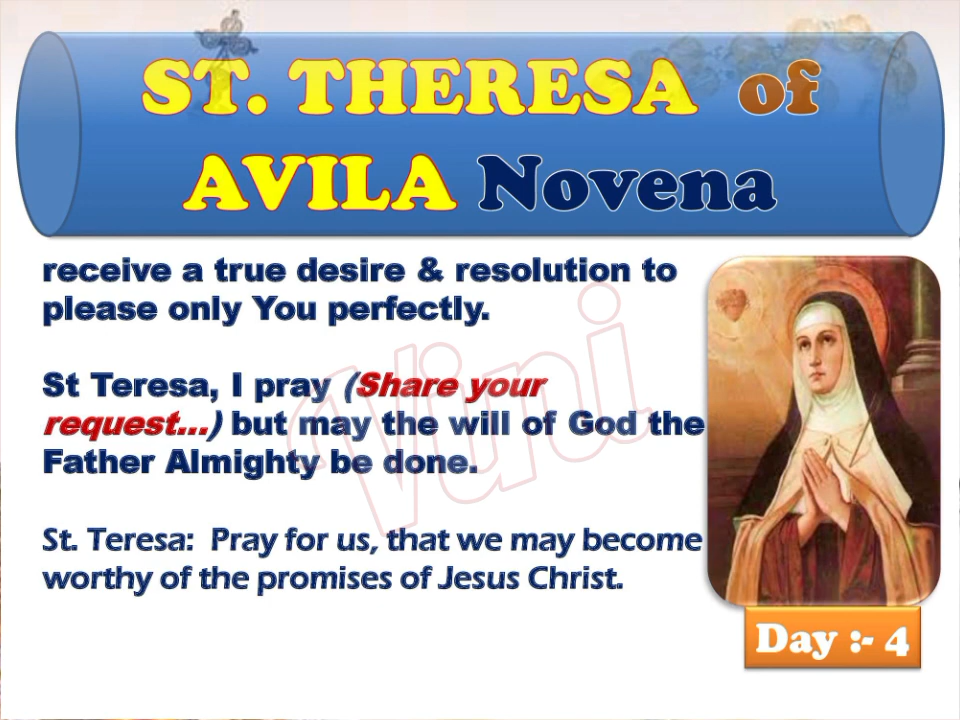 ST. THERESA of
AVILA Novena
receive a true desire & resolution to
please only You perfectly.
St Teresa, I pray (Share your
request...) but may the will of God the
Father Almighty be done.
St. Teresa:  Pray for us, that we may become
worthy of the promises of Jesus Christ.
Vini
Day :- 4